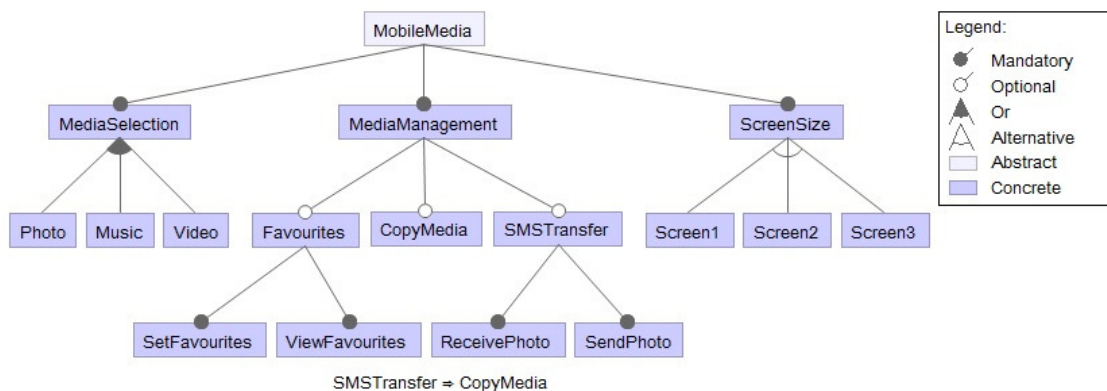 MobileMedia
Legend:
Mandatory
Optional
Or
Alternative
Abstract
Concrete
MediaSelection MediaManagement ScreenSize
Photo Music Video Favourites CopyMedia SMSTransfer Screen1 Screen2 Screen3
SetFavourites ViewFavourites ReceivePhoto SendPhoto
SMSTransfer ⇒ CopyMedia